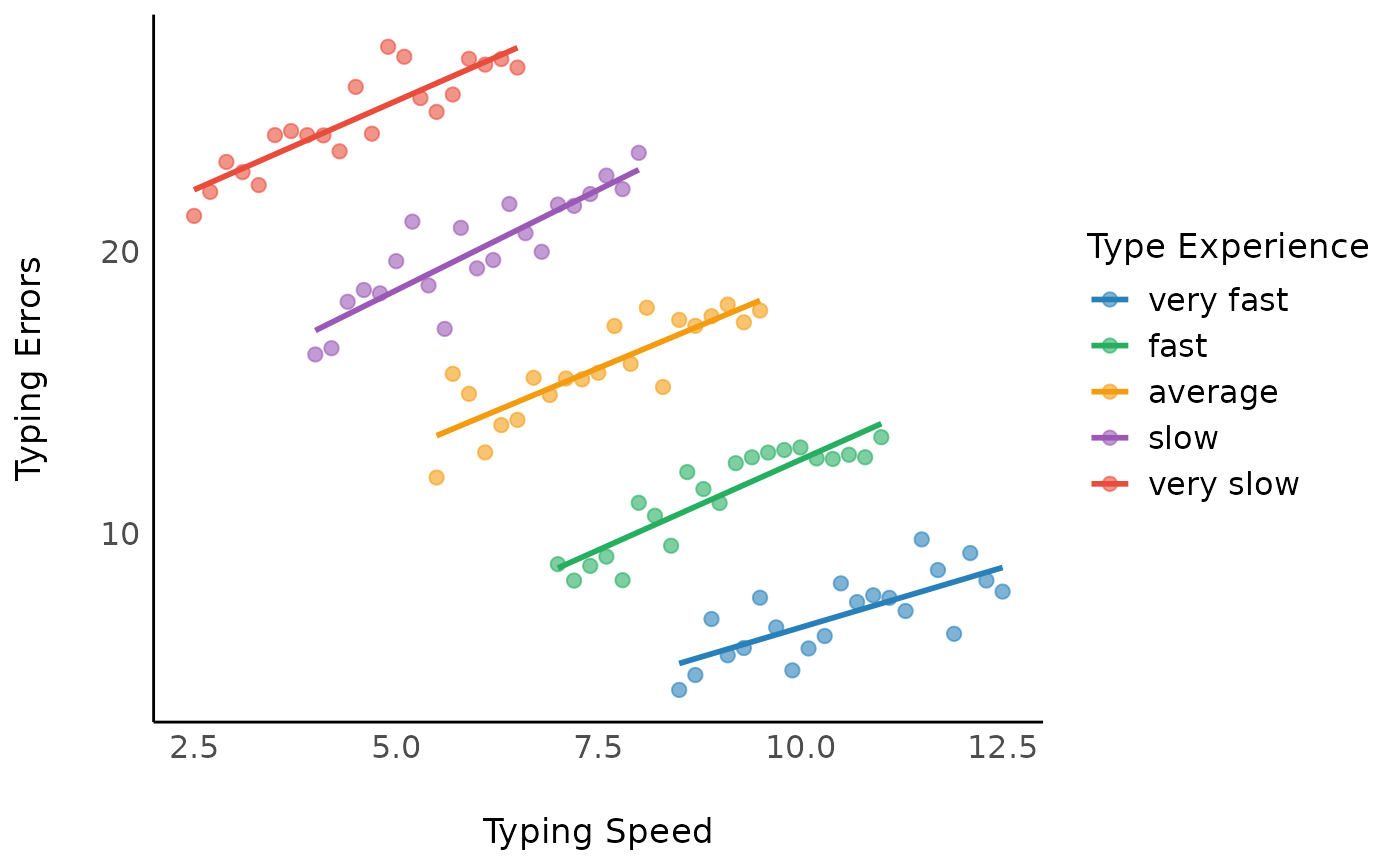 Typing Errors
20
10
2.5 5.0 7.5 10.0 12.5
Typing Speed
Type Experience
very fast
fast
average
slow
very slow